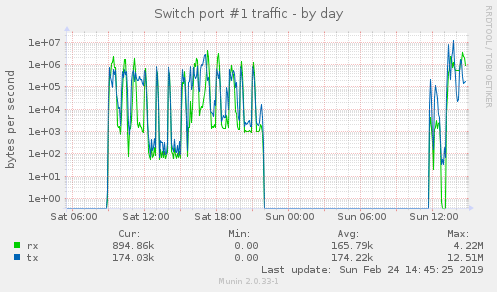 Switch port #1 traffic - by day
RRDTOOL / TOBI OETIKER
bytes per second
1e+07
1e+06
1e+05
1e+04
1e+03
1e+02
1e+01
1e+00
Sat 06:00 Sat 12:00 Sat 18:00 Sun 00:00 Sun 06:00 Sun 12:00
Cur: Min: Avg: Max:
rx 894.86k 0.00 165.79k 4.22M
tx 174.03k 0.00 174.22k 12.51M
Last update: Sun Feb 24 14:45:25 2019
Munin 2.0.33-1